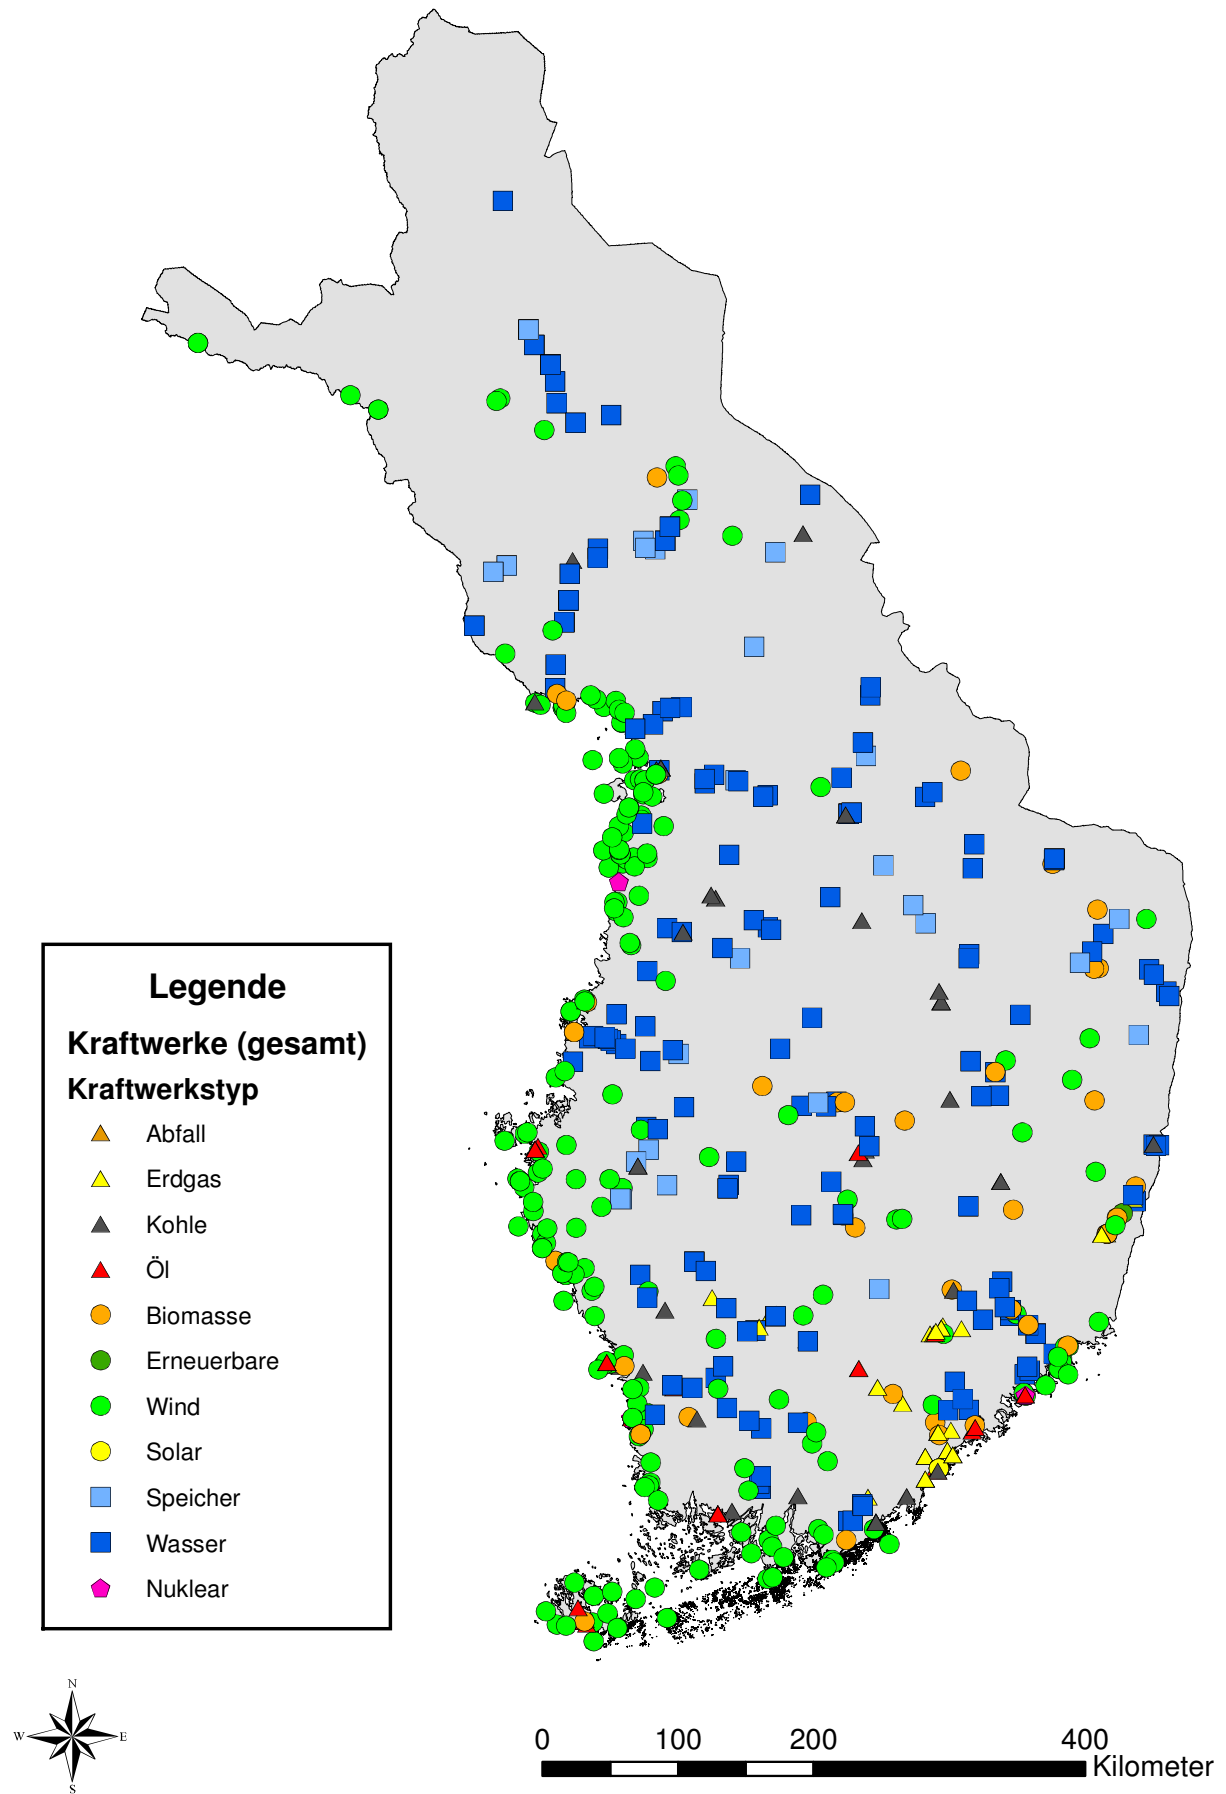 Legende
Kraftwerke (gesamt)
Kraftwerkstyp
Abfall
Erdgas
Kohle
Öl
Biomasse
Erneuerbare
Wind
Solar
Speicher
Wasser
Nuklear
N
W E
S
0 100 200 400
Kilometer